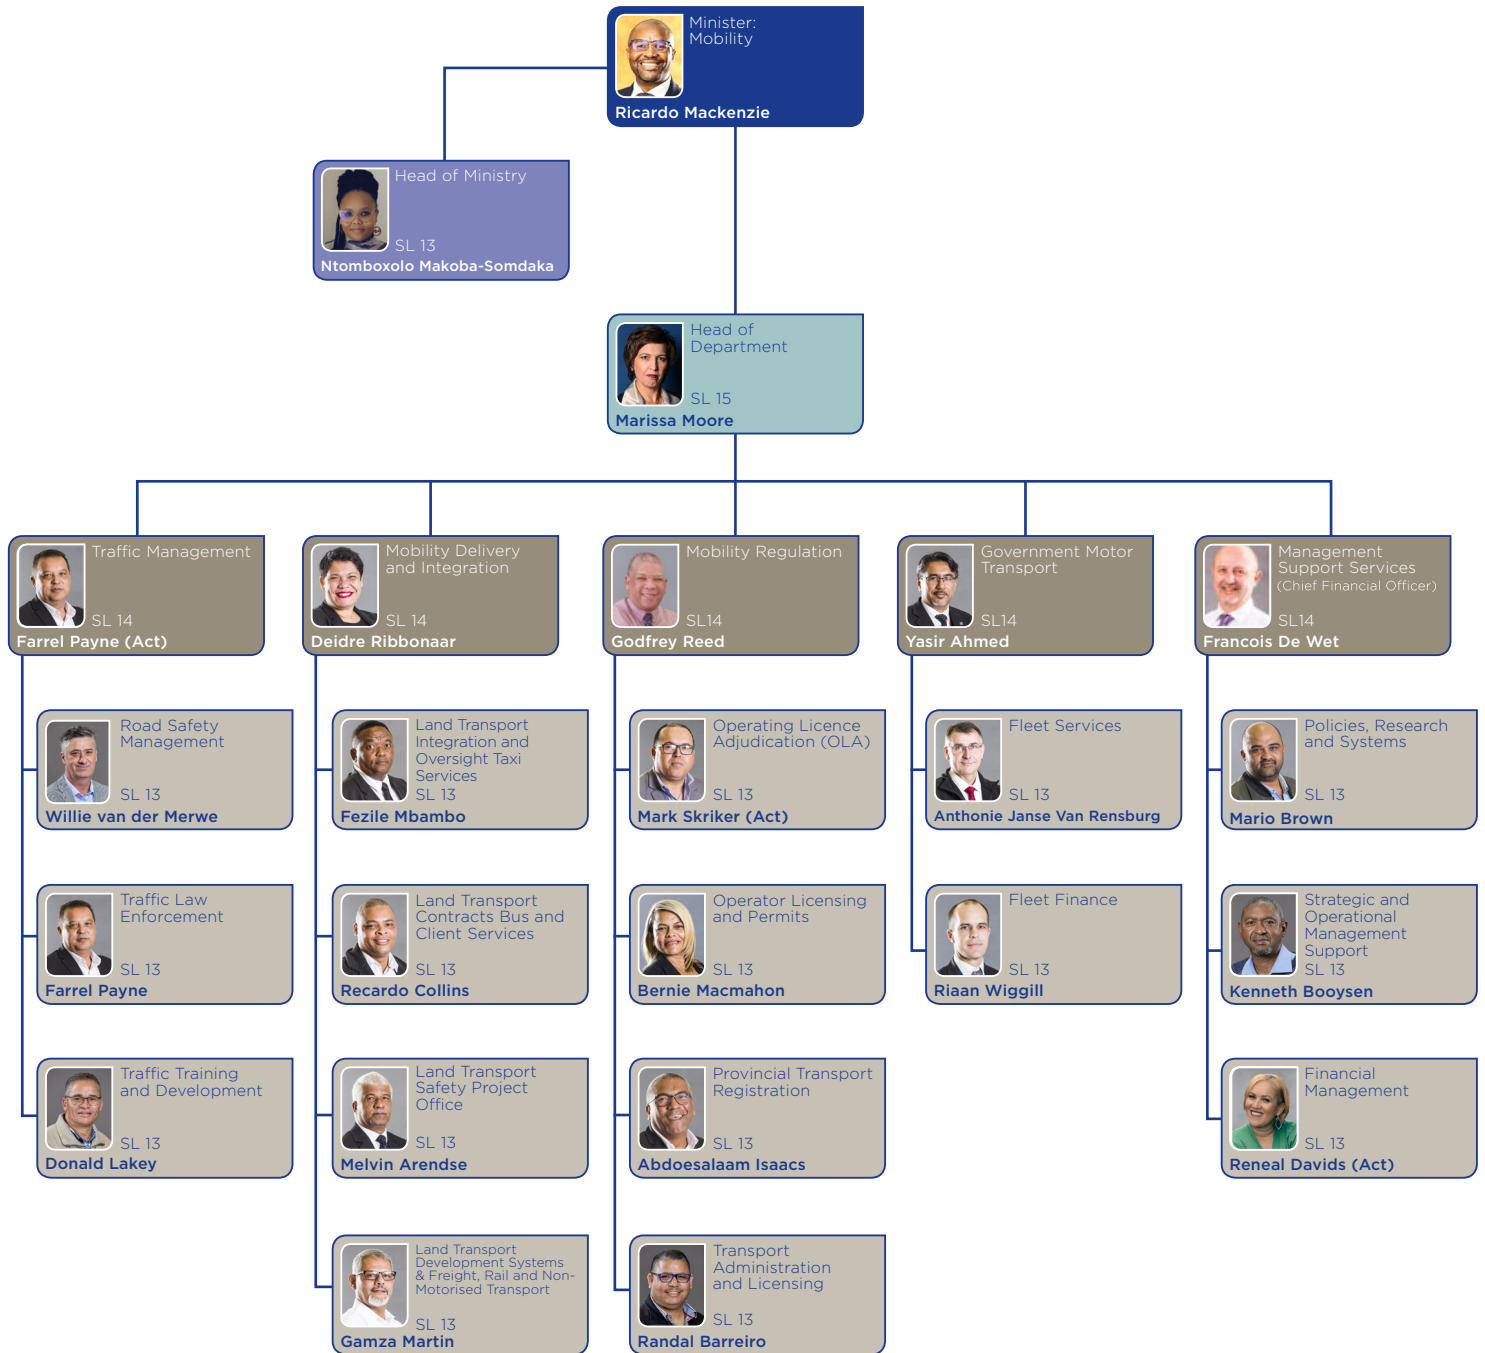 Minister:
Mobility
Ricardo Mackenzie
Head of Ministry
SL 13
Ntomboxolo Makoba-Somdaka
Head of
Department
SL 15
Marissa Moore
Traffic Management
SL 14
Farrel Payne (Act)
Mobility Delivery
and Integration
SL 14
Deidre Ribbonaar
Mobility Regulation
SL14
Godfrey Reed
Government Motor
Transport
SL14
Yasir Ahmed
Management
Support Services
(Chief Financial Officer)
SL14
Francois De Wet
Road Safety
Management
SL 13
Willie van der Merwe
Land Transport
Integration and
Oversight Taxi
Services
SL 13
Fezile Mbambo
Operating Licence
Adjudication (OLA)
SL 13
Mark Skriker (Act)
Fleet Services
SL 13
Anthonie Janse Van Rensburg
Policies, Research
and Systems
SL 13
Mario Brown
Traffic Law
Enforcement
SL 13
Farrel Payne
Land Transport
Contracts Bus and
Client Services
SL 13
Recardo Collins
Operator Licensing
and Permits
SL 13
Bernie Macmahon
Fleet Finance
SL 13
Riaan Wiggill
Strategic and
Operational
Management
Support
SL 13
Kenneth Booysen
Traffic Training
and Development
SL 13
Donald Lakey
Land Transport
Safety Project
Office
SL 13
Melvin Arendse
Provincial Transport
Registration
SL 13
Abdoesalaam Isaacs
Financial
Management
SL 13
Reneal Davids (Act)
Land Transport
Development Systems
& Freight, Rail and Non-
Motorised Transport
SL 13
Gamza Martin
Transport
Administration
and Licensing
SL 13
Randal Barreiro